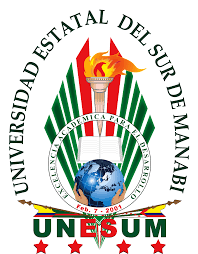 UNIVERSIDAD ESTATAL DEL SUR DE MANABI
EXCELENCIA ACADEMICA PARA EL DESARROLLO
Feb. 7 - 2001
UNESUM